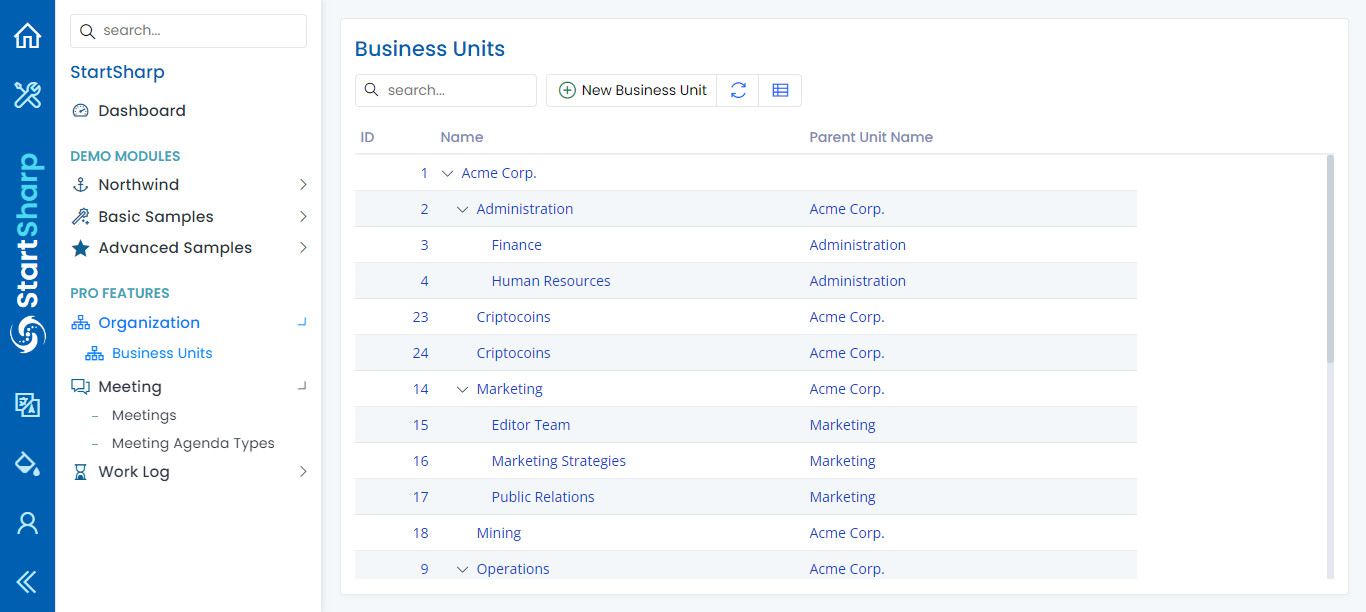 StartSharp
search...
StartSharp
Dashboard
DEMO MODULES
Northwind
Basic Samples
Advanced Samples
PRO FEATURES
Organization
Business Units
Meeting
Meetings
Meeting Agenda Types
Work Log
Business Units
search...
New Business Unit
ID Name Parent Unit Name
1 Acme Corp.
2 Administration Acme Corp.
3 Finance Administration
4 Human Resources Administration
23 Criptocoins Acme Corp.
24 Criptocoins Acme Corp.
14 Marketing Acme Corp.
15 Editor Team Marketing
16 Marketing Strategies Marketing
17 Public Relations Marketing
18 Mining Acme Corp.
9 Operations Acme Corp.